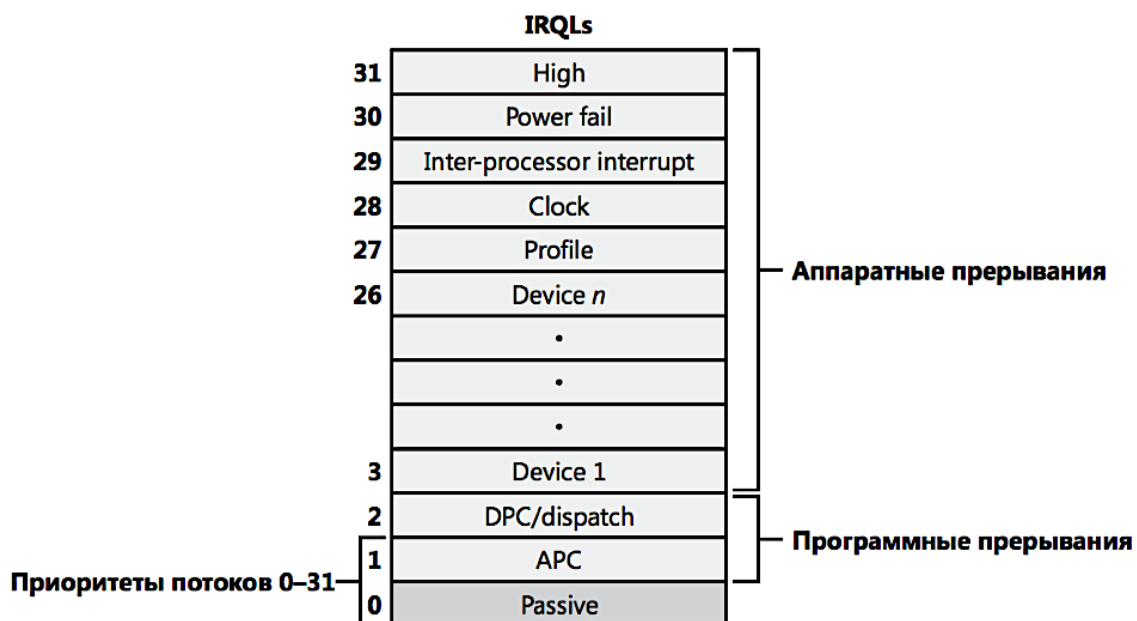 IRQLs
31 High
30 Power fail
29 Inter-processor interrupt
28 Clock
27 Profile
26 Device n
3 Device 1
2 DPC/dispatch
1 APC
0 Passive
Аппаратные прерывания
Программные прерывания
Приоритеты потоков 0–31